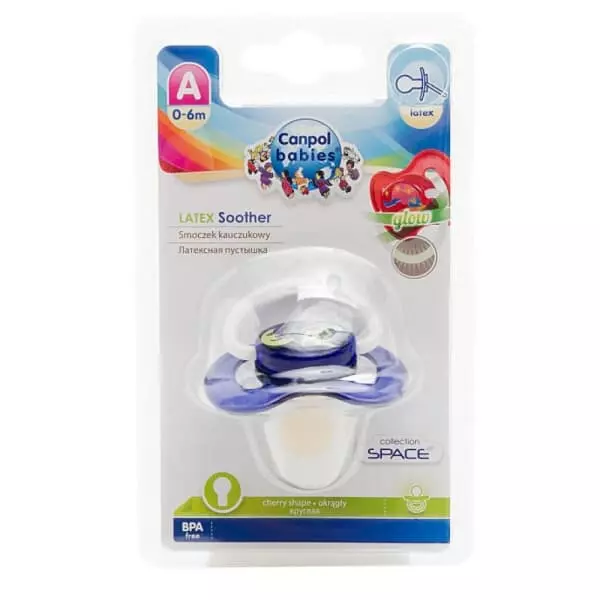 A
0-6m
latex
Canpol
babies
glow
LATEX Soother
Smoczek kauczukowy
Латексная пустышка
collection
SPACE
cherry shape • okrągły
круглая
BPA
free